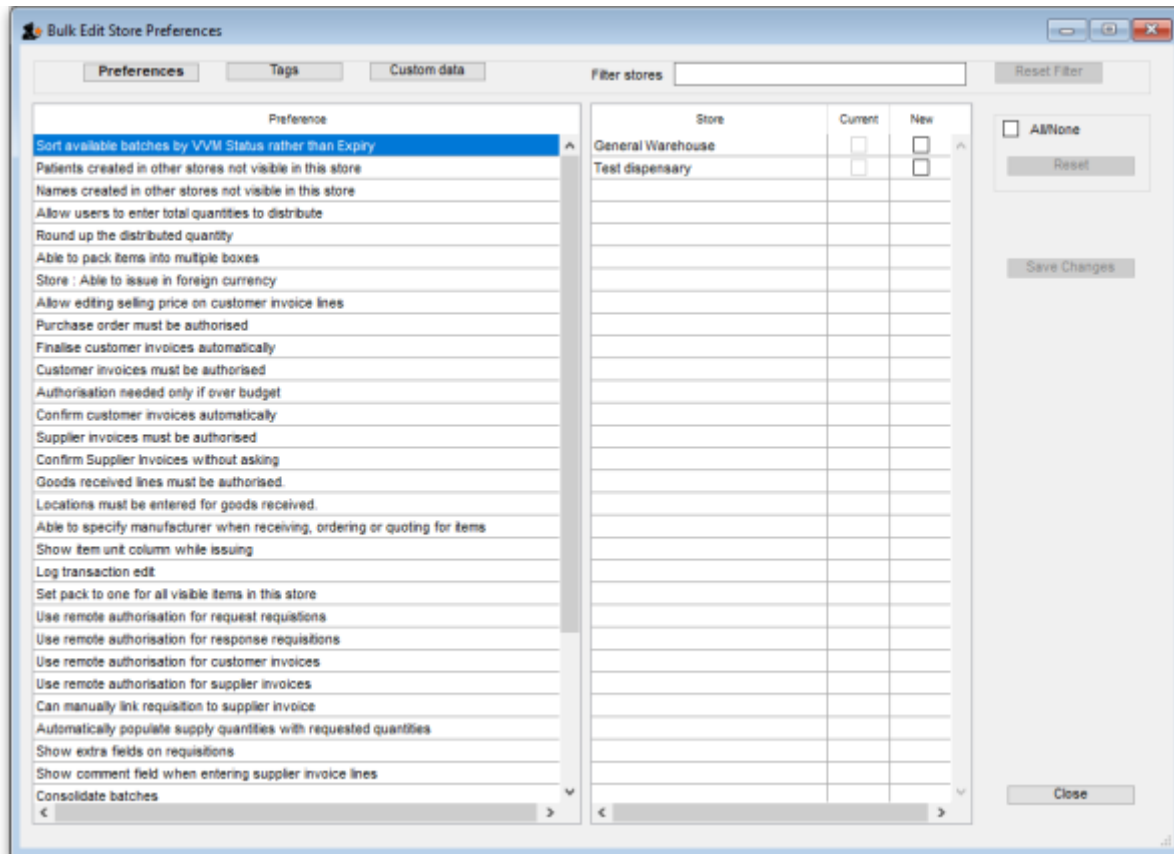 Bulk Edit Store Preferences
Preferences Tags Custom data Filter stores Reset Filter
Preference Store Current New
All/None
Sort available batches by VVM Status rather than Expiry General Warehouse
Patients created in other stores not visible in this store Test dispensary
Reset
Names created in other stores not visible in this store
Allow users to enter total quantities to distribute
Round up the distributed quantity
Able to pack items into multiple boxes
Save Changes
Store : Able to issue in foreign currency
Allow editing selling price on customer invoice lines
Purchase order must be authorised
Finalise customer invoices automatically
Customer invoices must be authorised
Authorisation needed only if over budget
Confirm customer invoices automatically
Supplier invoices must be authorised
Confirm Supplier Invoices without asking
Goods received lines must be authorised.
Locations must be entered for goods received.
Able to specify manufacturer when receiving, ordering or quoting for items
Show item unit column while issuing
Log transaction edit
Set pack to one for all visible items in this store
Use remote authorisation for request requistions
Use remote authorisation for response requisitions
Use remote authorisation for customer invoices
Use remote authorisation for supplier invoices
Can manually link requisition to supplier invoice
Automatically populate supply quantities with requested quantities
Show extra fields on requisitions
Show comment field when entering supplier invoice lines
Consolidate batches Close